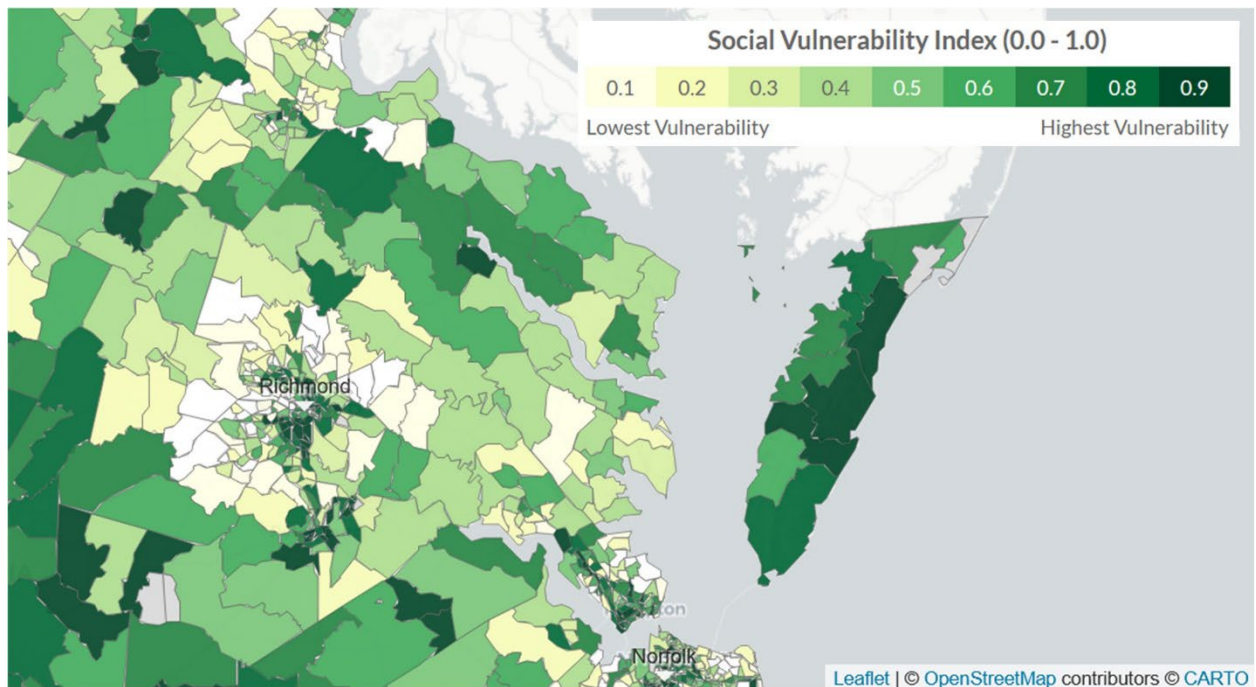 Social Vulnerability Index (0.0 - 1.0)
0.1 0.2 0.3 0.4 0.5 0.6 0.7 0.8 0.9
Lowest Vulnerability Highest Vulnerability
Richmond
Norfolk
Leaflet | © OpenStreetMap contributors © CARTO